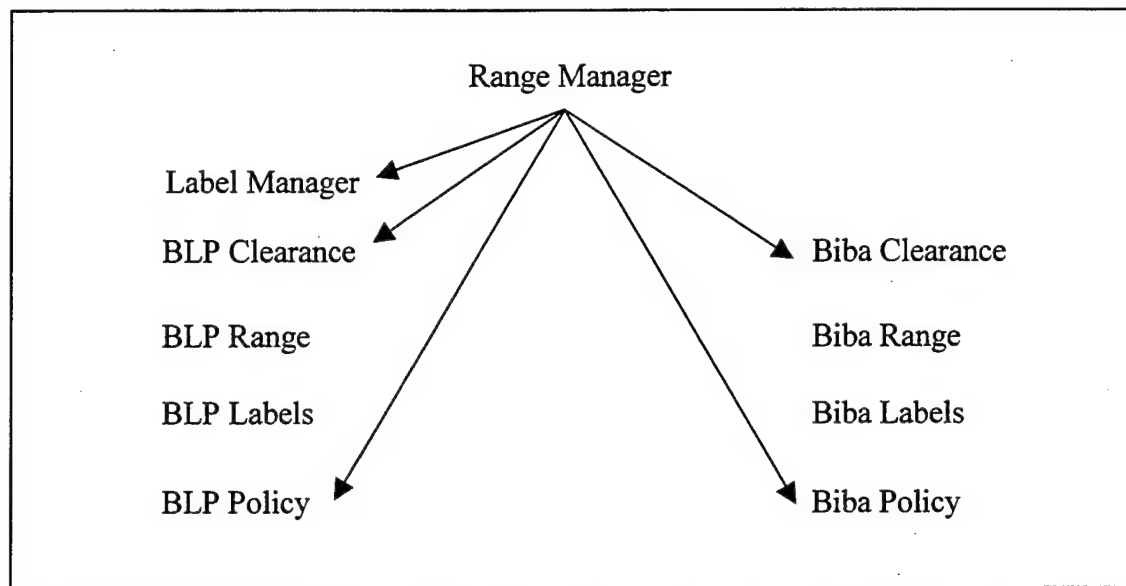 Range Manager
Label Manager
BLP Clearance
Biba Clearance
BLP Range
Biba Range
BLP Labels
Biba Labels
BLP Policy
Biba Policy